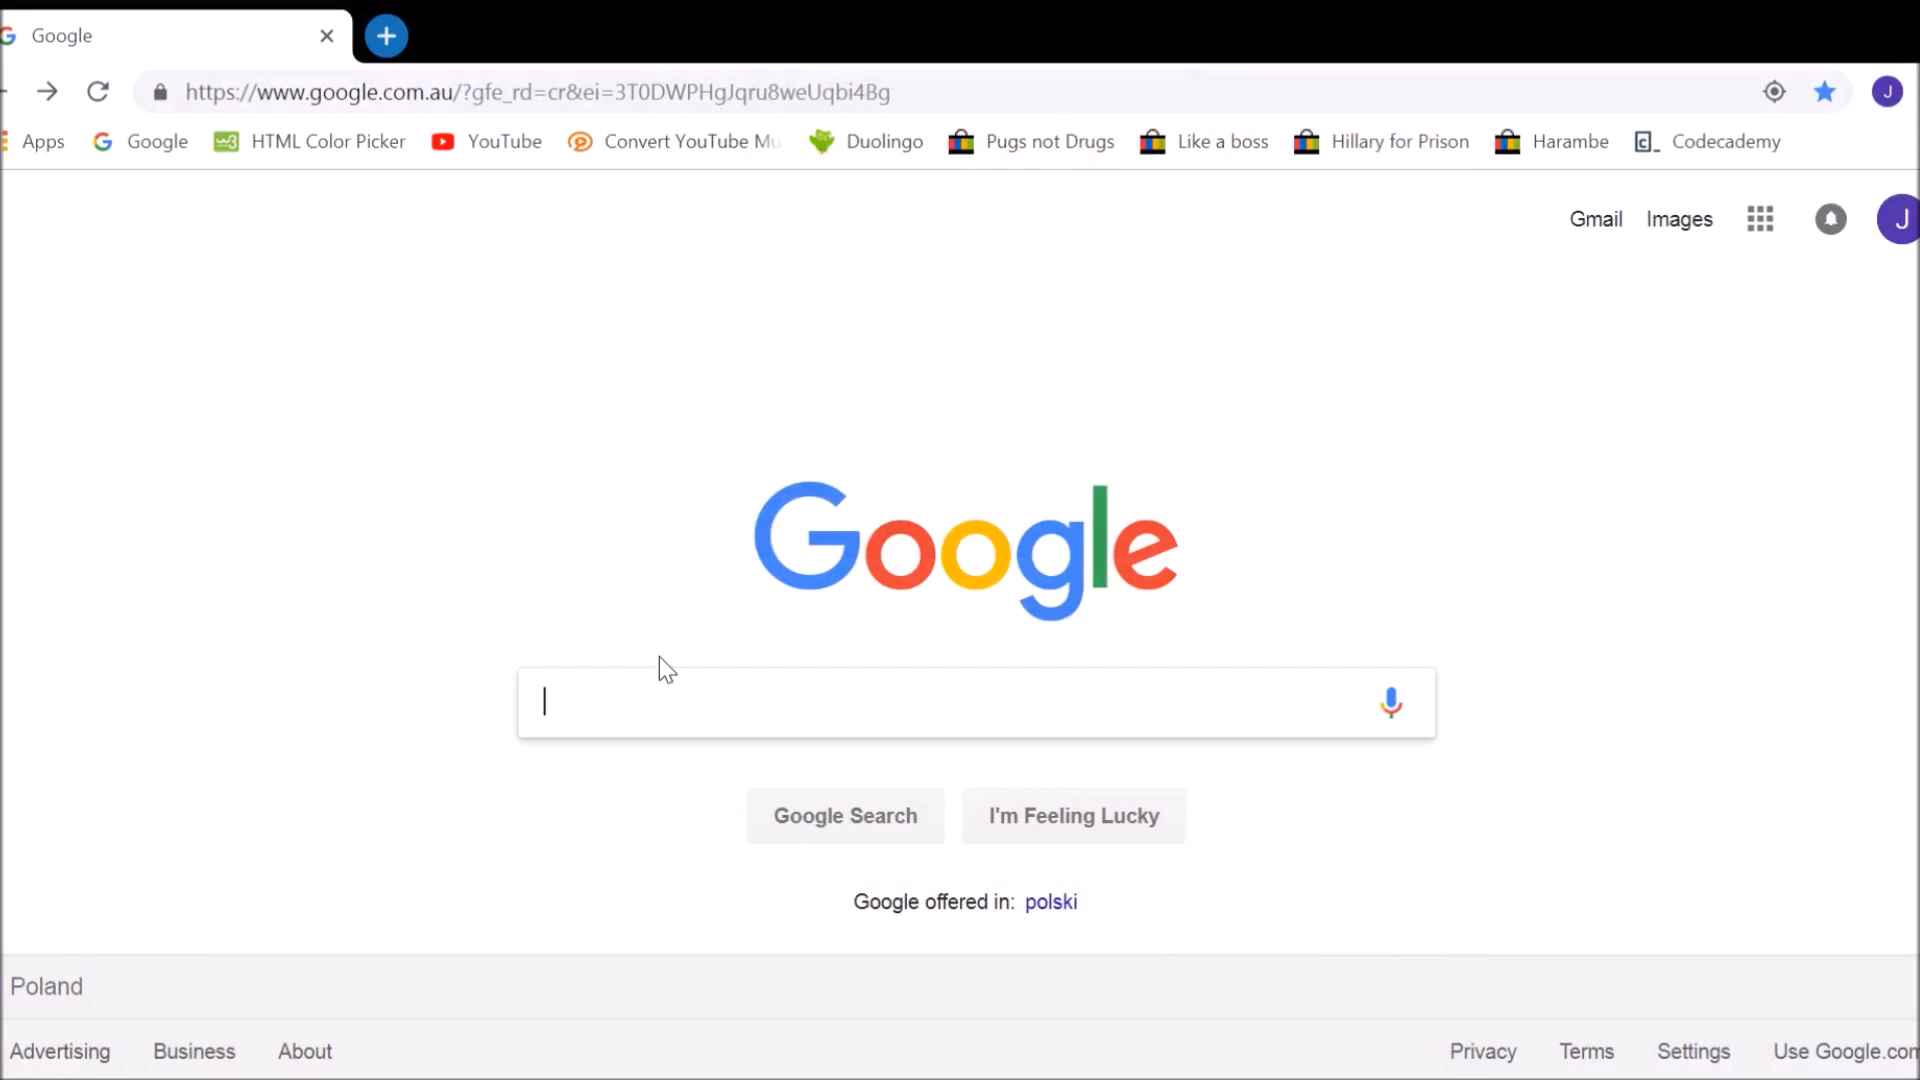 Google
https://www.google.com.au/?gfe_rd=cr&ei=3T0DWPHgJqru8weUqbi4Bg
J
Apps Google HTML Color Picker YouTube Convert YouTube Mu Duolingo Pugs not Drugs Like a boss Hillary for Prison Harambe Codecademy
Gmail Images J
Google
Google Search I'm Feeling Lucky
Google offered in: polski
Poland
Advertising Business About Privacy Terms Settings Use Google.com